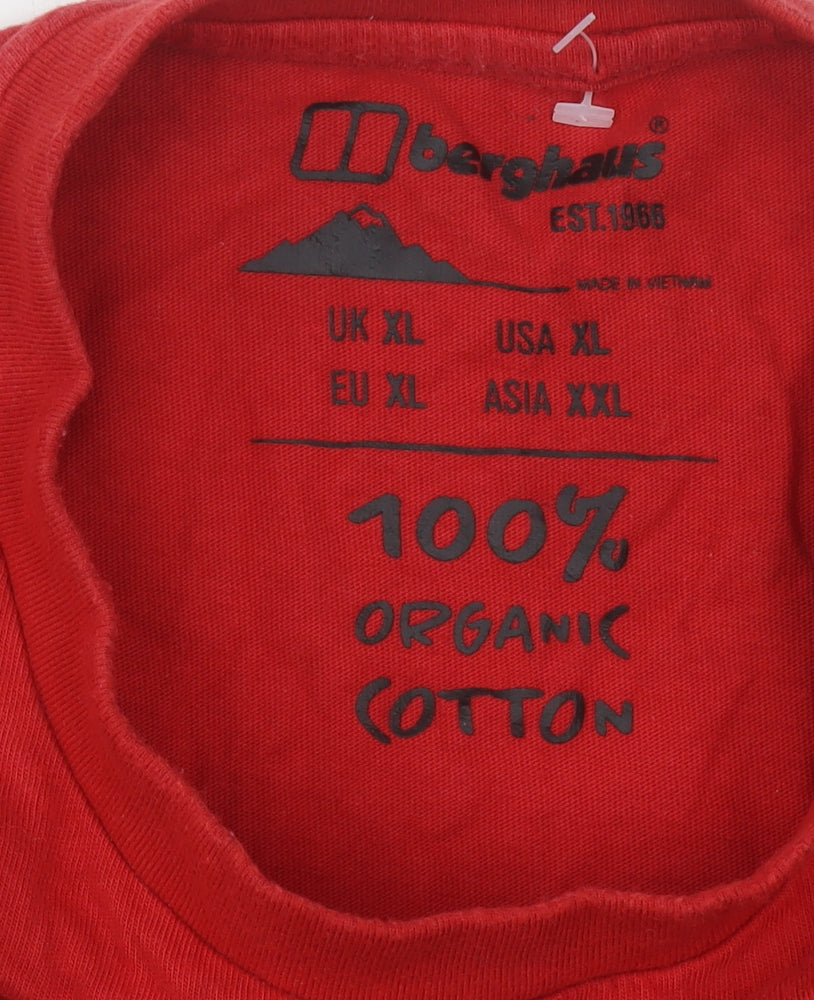 berghaus®
EST.1966
MADE IN VIETNAM
UK XL USA XL
EU XL ASIA XXL
100%
ORGANIC
COTTON